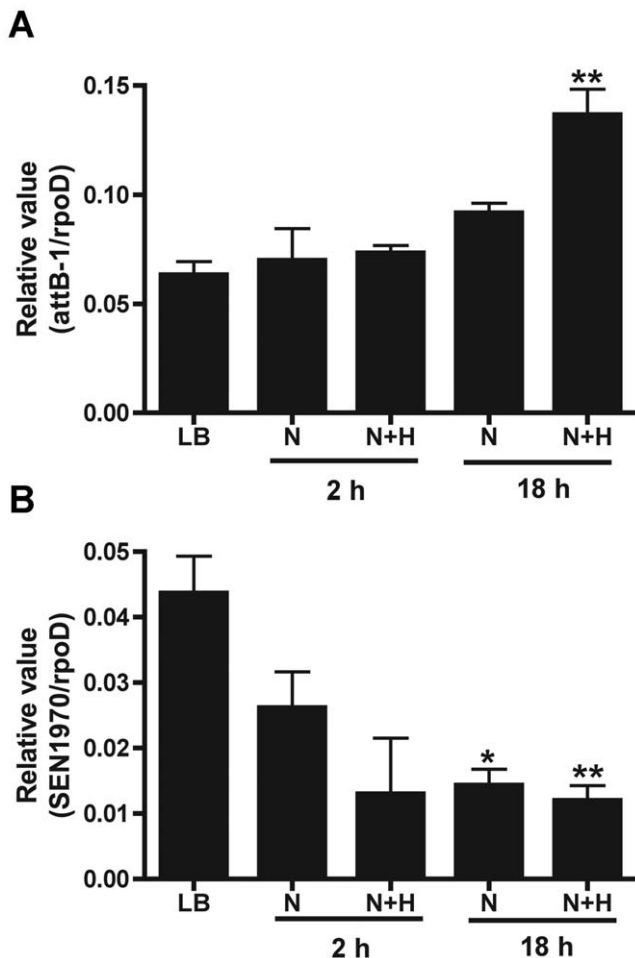 A
Relative value
(attB-1/rpoD)
0.15
0.10
0.05
0.00
**
LB
N
N+H
N
N+H
2 h
18 h
B
Relative value
(SEN1970/rpoD)
0.05
0.04
0.03
0.02
0.01
0.00
*
**
LB
N
N+H
N
N+H
2 h
18 h